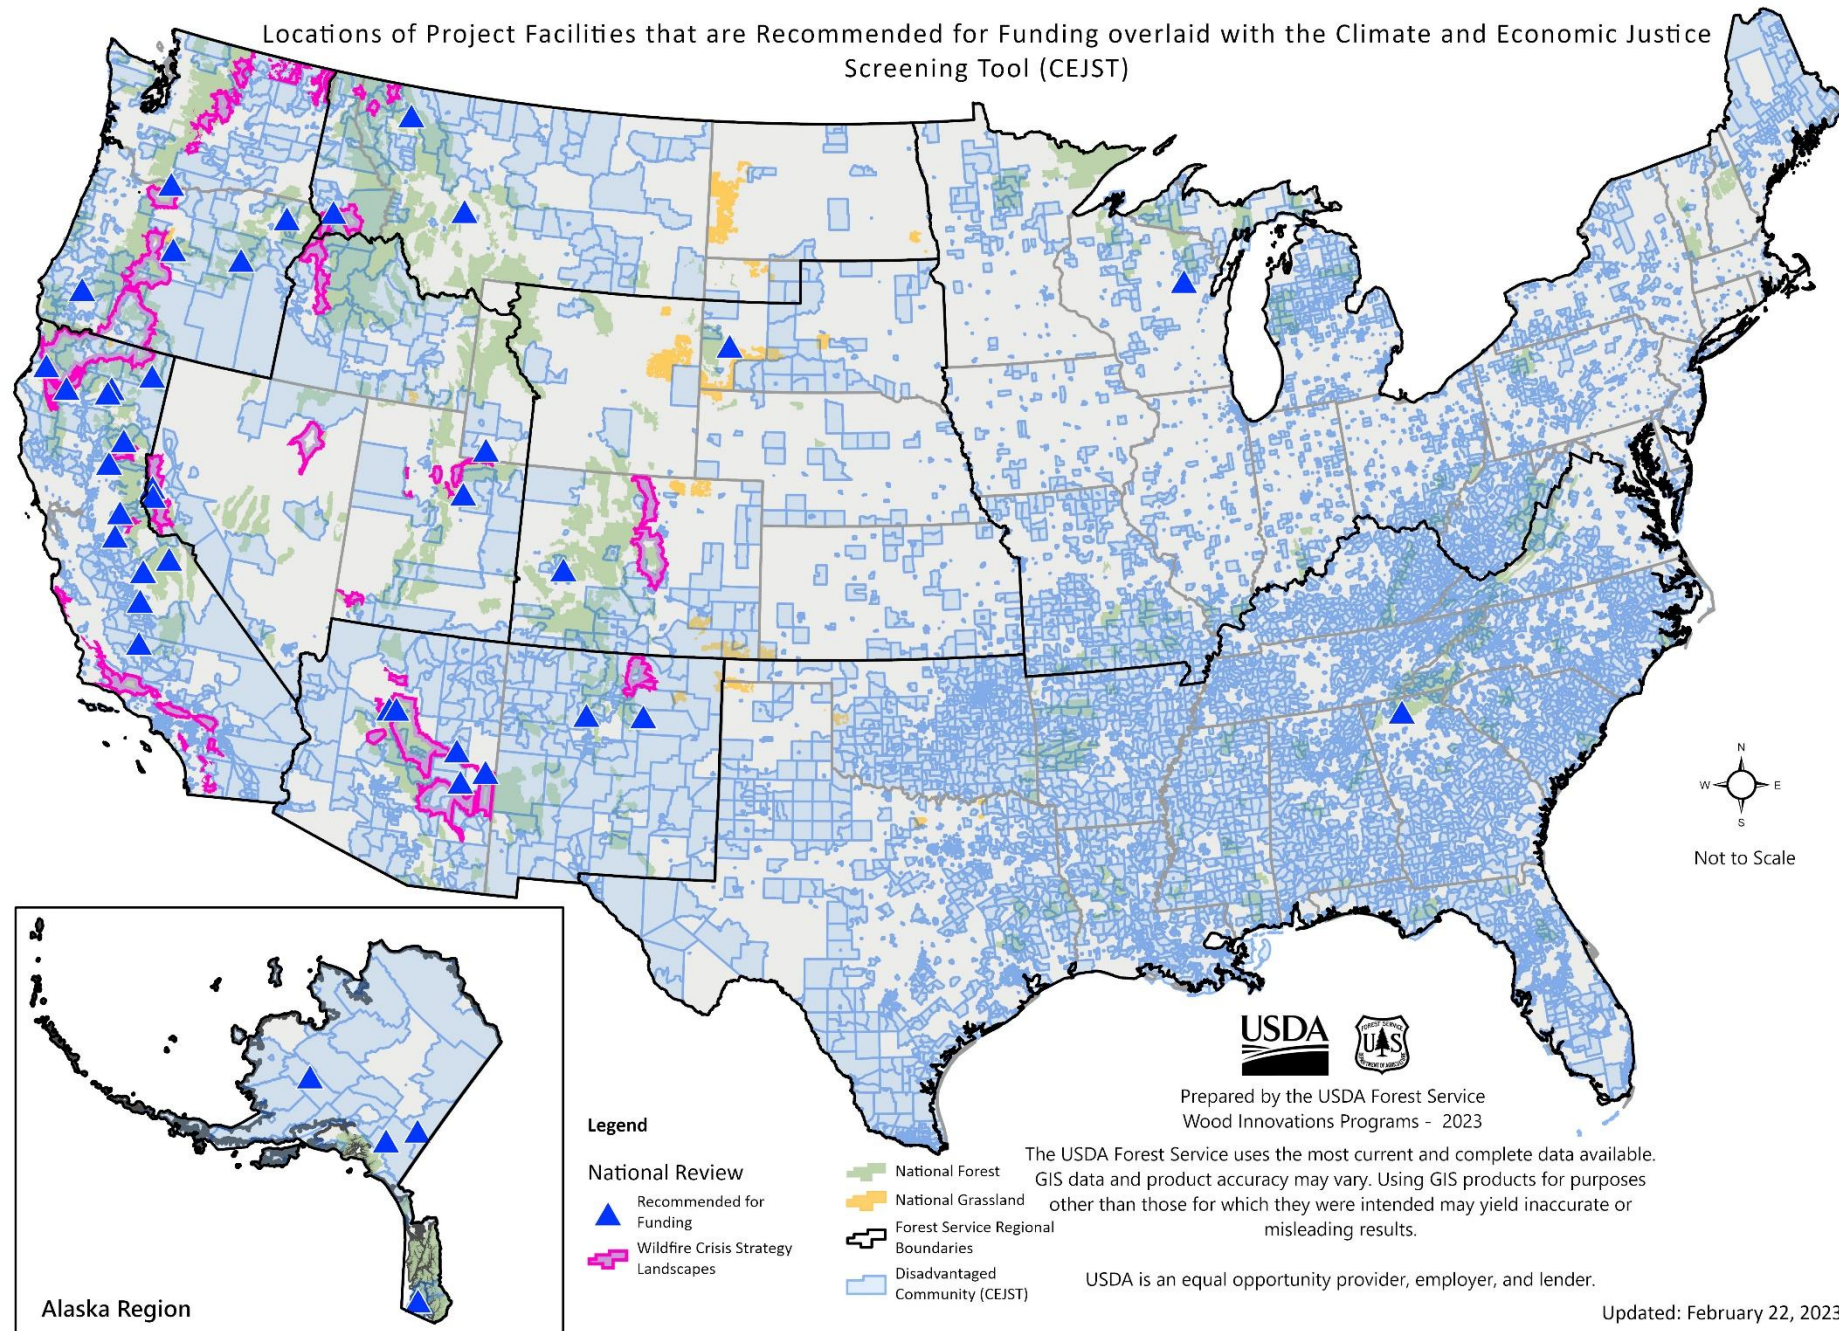 Locations of Project Facilities that are Recommended for Funding overlaid with the Climate and Economic Justice
Screening Tool (CEJST)
N
W
E
S
Not to Scale
USDA
FOREST SERVICE
U S
DEPARTMENT OF AGRICULTURE
Prepared by the USDA Forest Service
Wood Innovations Programs - 2023
The USDA Forest Service uses the most current and complete data available.
GIS data and product accuracy may vary. Using GIS products for purposes
other than those for which they were intended may yield inaccurate or
misleading results.
USDA is an equal opportunity provider, employer, and lender.
Updated: February 22, 2023
Legend
National Review
Recommended for
Funding
Wildfire Crisis Strategy
Landscapes
National Forest
National Grassland
Forest Service Regional
Boundaries
Disadvantaged
Community (CEJST)
Alaska Region